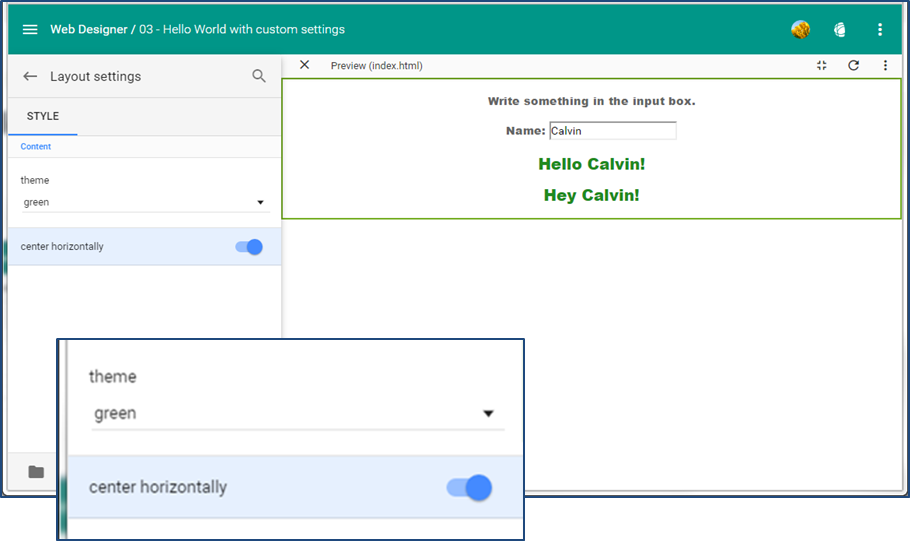 Web Designer / 03 - Hello World with custom settings
Layout settings
Preview (index.html)
STYLE
Content
theme
green
center horizontally
Write something in the input box.
Name: Calvin
Hello Calvin!
Hey Calvin!
theme
green
center horizontally